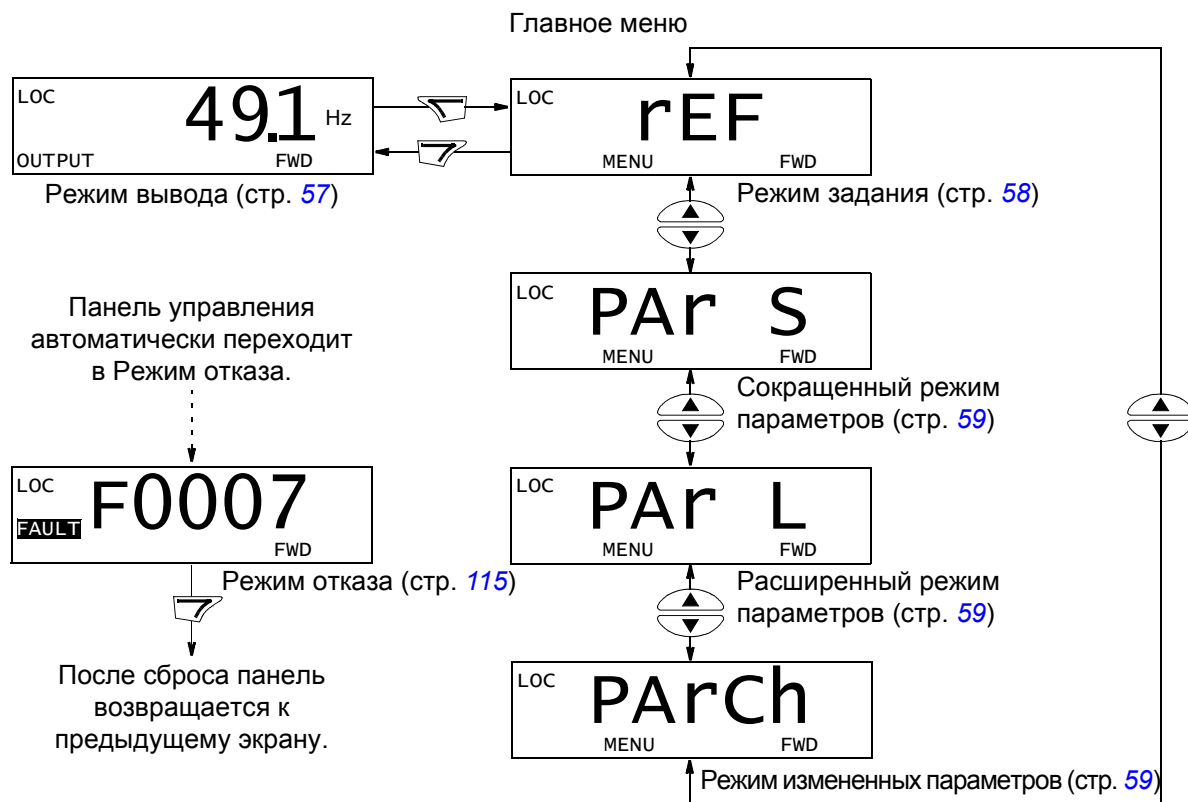 Главное меню
LOC
49.1 Hz
OUTPUT FWD
Режим вывода (стр. 57)
LOC
rEF
MENU FWD
Режим задания (стр. 58)
LOC
PAr S
MENU FWD
Сокращенный режим
параметров (стр. 59)
Панель управления
автоматически переходит
в Режим отказа.
LOC
F0007
FAULT
FWD
Режим отказа (стр. 115)
После сброса панель
возвращается к
предыдущему экрану.
LOC
PAr L
MENU FWD
Расширенный режим
параметров (стр. 59)
LOC
PArCh
MENU FWD
Режим измененных параметров (стр. 59)